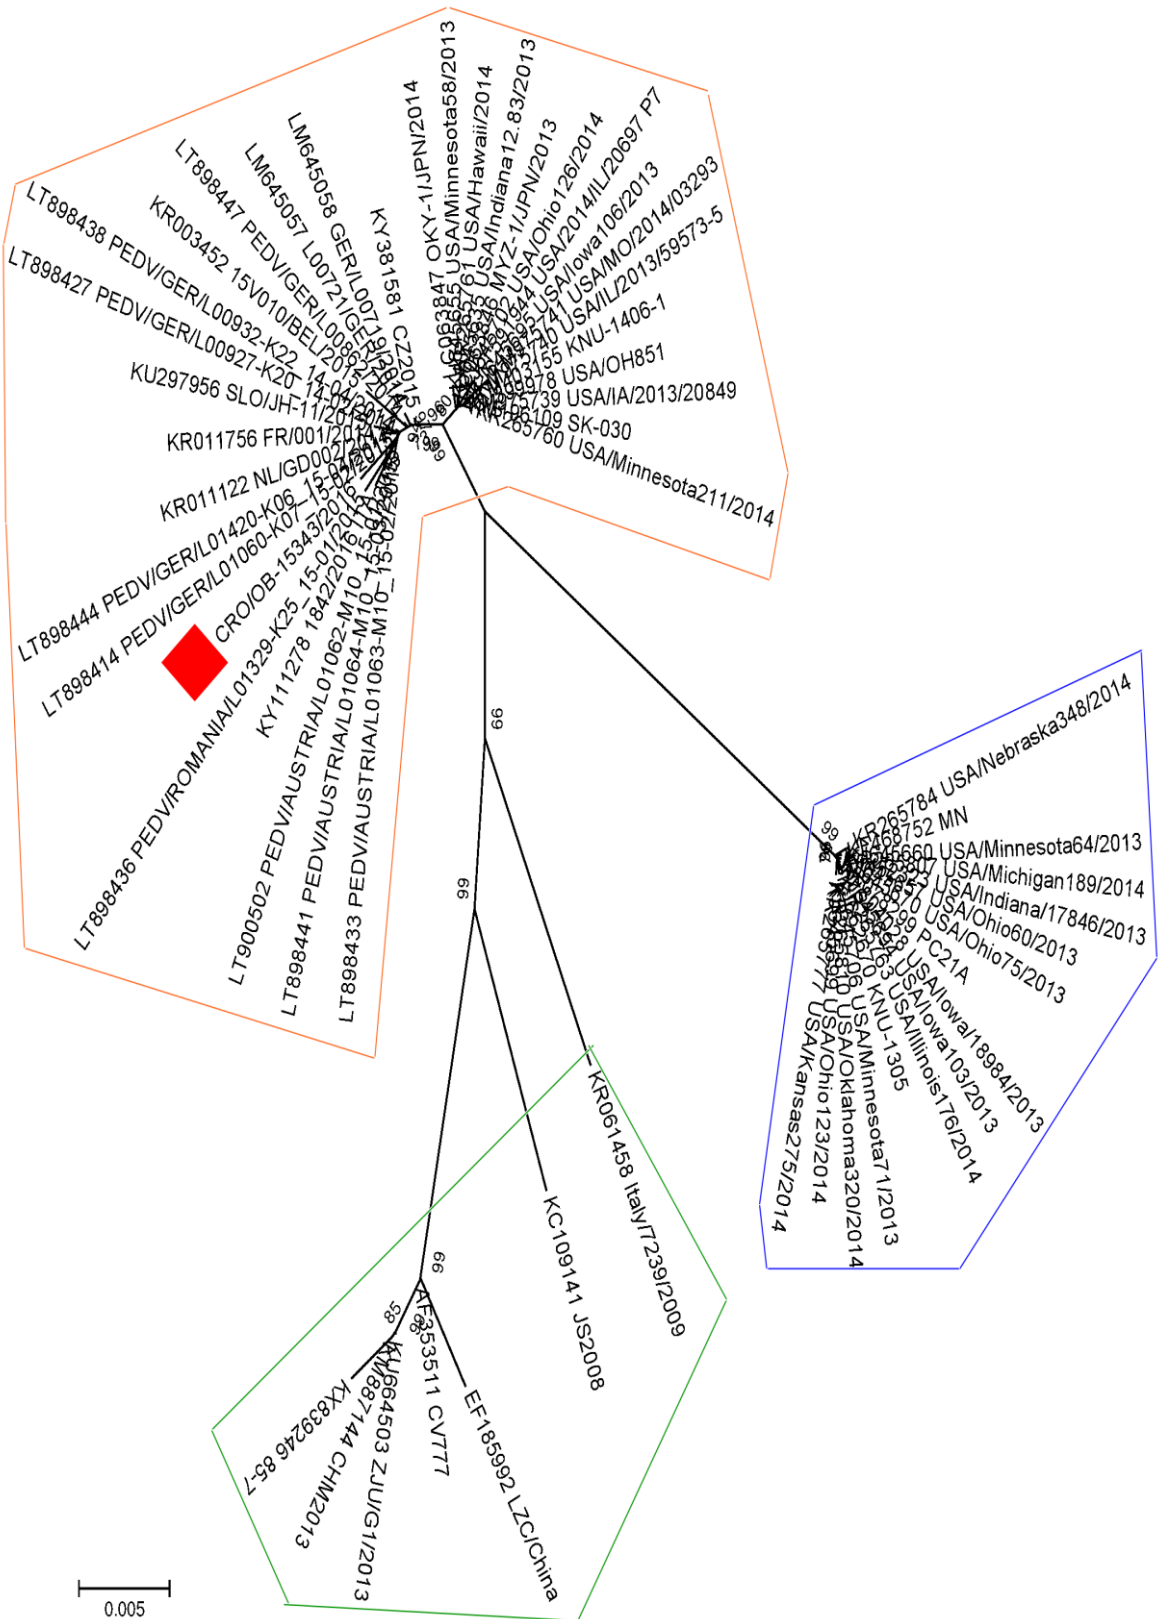 LM645058 GER/L00719/2014
LM645057 L00721/GER/2014
LT898447 PEDV/GER/L00862/2014
KR003452 15V010/BEL/2015
LT898438 PEDV/GER/L00932-K22_14-04/2014
LT898427 PEDV/GER/L00927-K20_14-02/2014
KU297956 SLO/JH-11/2015
KR011756 FR/001/2014
KR011122 NL/GD002/2014
LT898444 PEDV/GER/L01420-K06_15-04/2015
LT898414 PEDV/GER/L01060-K07_15-02/2015
CRO/OB-15343/2016
LT898436 PEDV/ROMANIA/L01329-K25_15-01/2015
KY111278 1842/2016 ITA
LT900502 PEDV/AUSTRIA/L01062-M10_15-02/2015
LT898441 PEDV/AUSTRIA/L01064-M10_15-02/2015
LT898433 PEDV/AUSTRIA/L01063-M10_15-02/2015
KY381581 CZ2015
LC063847 OKY-1/JPN/2014
USA/Minnesota58/2013
USA/Hawaii/2014
USA/Indiana12.83/2013
MYZ-1/JPN/2013
USA/Ohio126/2014
USA/2014/IL/20697 P7
USA/Iowa106/2013
USA/MO/2014/03293
USA/IL/2013/59573-5
KNU-1406-1
USA/OH851
USA/IA/2013/20849
SK-030
KR265760 USA/Minnesota211/2014
99
66
99
99
85
KR265784 USA/Nebraska348/2014
MN
USA/Minnesota64/2013
USA/Michigan189/2014
USA/Indiana/17846/2013
USA/Ohio60/2013
USA/Ohio75/2013
PC21A
USA/Iowa/18984/2013
USA/Iowa103/2013
USA/Illinois176/2014
KNU-1305
USA/Minnesota71/2013
USA/Oklahoma320/2014
USA/Ohio123/2014
USA/Kansas275/2014
KR061458 Italy/7239/2009
KC109141 JS2008
EF185992 LZC/China
AF353511 CV777
KU664503 ZJU/G1/2013
KM887144 CHM2013
KX839246 85-7
0.005